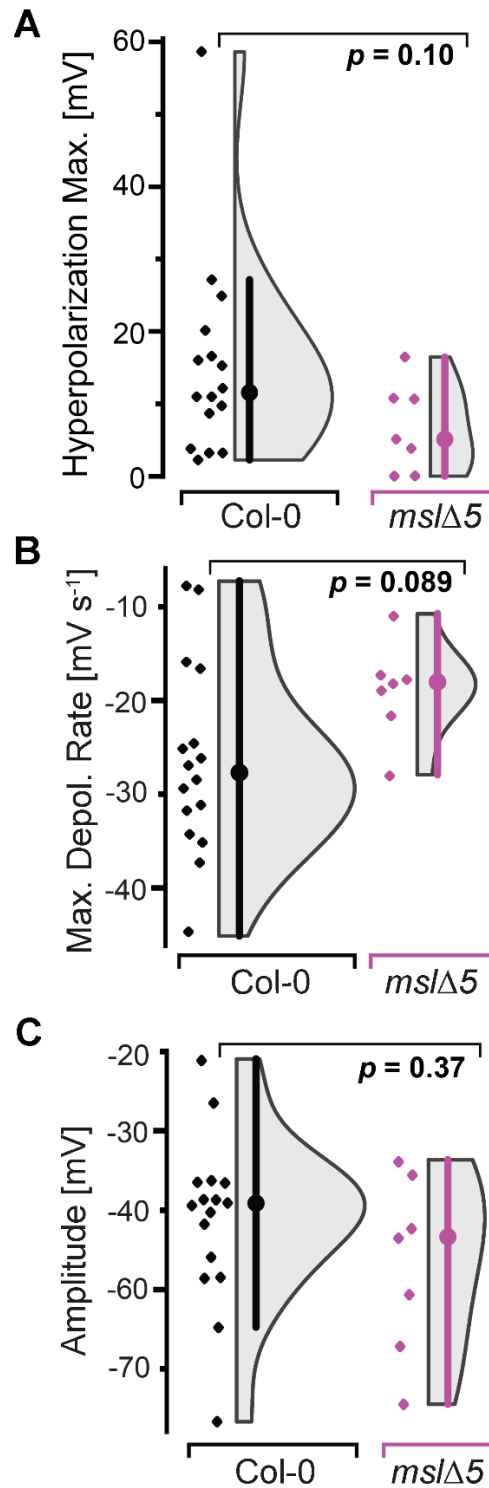 A
Hyperpolarization Max. [mV]
60
40
20
0
p = 0.10
Col-0
mslΔ5
B
Max. Depol. Rate [mV s⁻¹]
-10
-20
-30
-40
p = 0.089
Col-0
mslΔ5
C
Amplitude [mV]
-20
-30
-40
-60
-70
p = 0.37
Col-0
mslΔ5